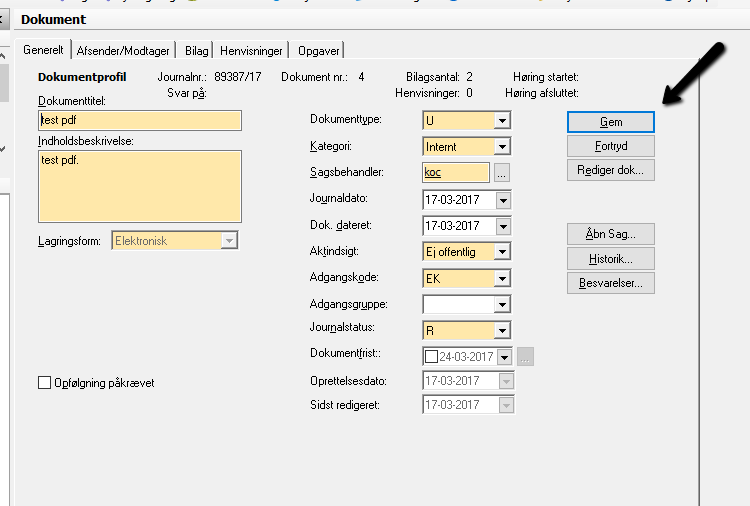 Dokument
Generelt Afsender/Modtager Bilag Henvisninger Opgaver
Dokumentprofil Journalnr.: 89387/17 Dokument nr.: 4 Bilagsantal: 2 Høring startet:
Svar på: Henvisninger: 0 Høring afsluttet:
Dokumenttitel:
test pdf
Indholdsbeskrivelse:
test pdf.
Lagringsform: Elektronisk
Opfølgning påkrævet
Dokumenttype: U
Kategori: Internt
Sagsbehandler: koc ...
Journaldato: 17-03-2017
Dok. dateret: 17-03-2017
Aktindsigt: Ej offentlig
Adgangskode: EK
Adgangsgruppe:
Journalstatus: R
Dokumentfrist:: 24-03-2017 ...
Oprettelsesdato: 17-03-2017
Sidst redigeret: 17-03-2017
Gem
Fortryd
Rediger dok...
Åbn Sag...
Historik...
Besvarelser...